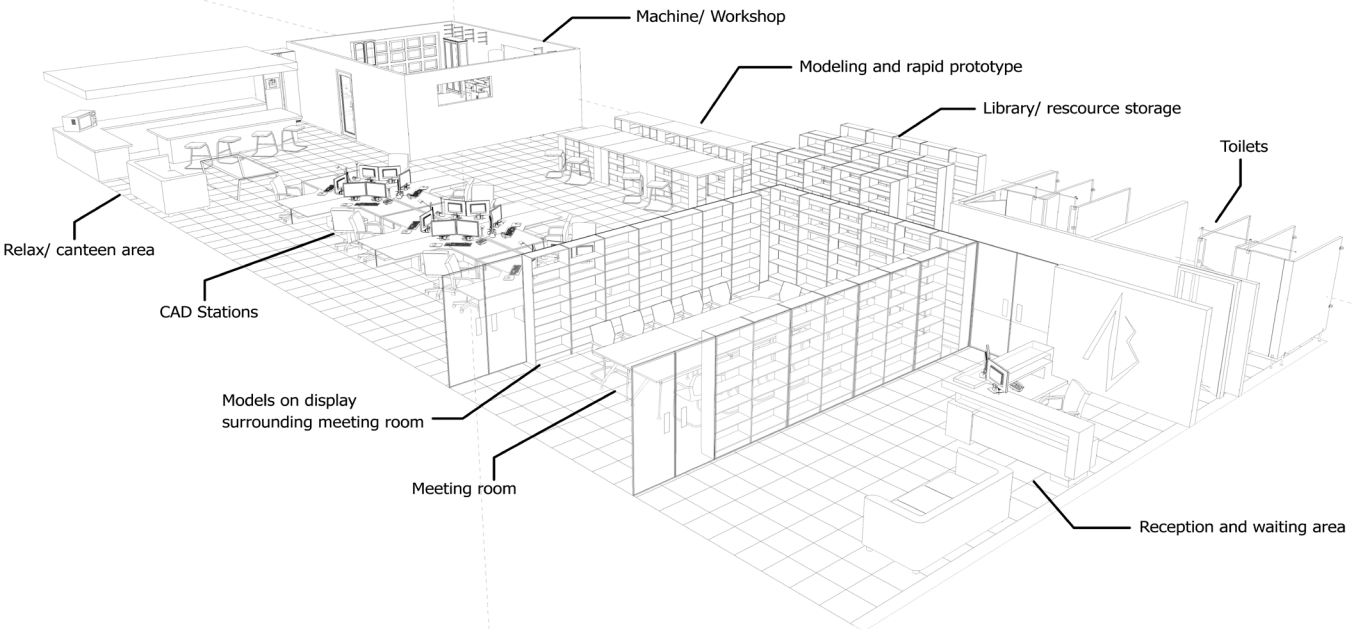 Machine/ Workshop
Modeling and rapid prototype
Library/ rescource storage
Toilets
Relax/ canteen area
CAD Stations
Models on display
surrounding meeting room
Meeting room
Reception and waiting area